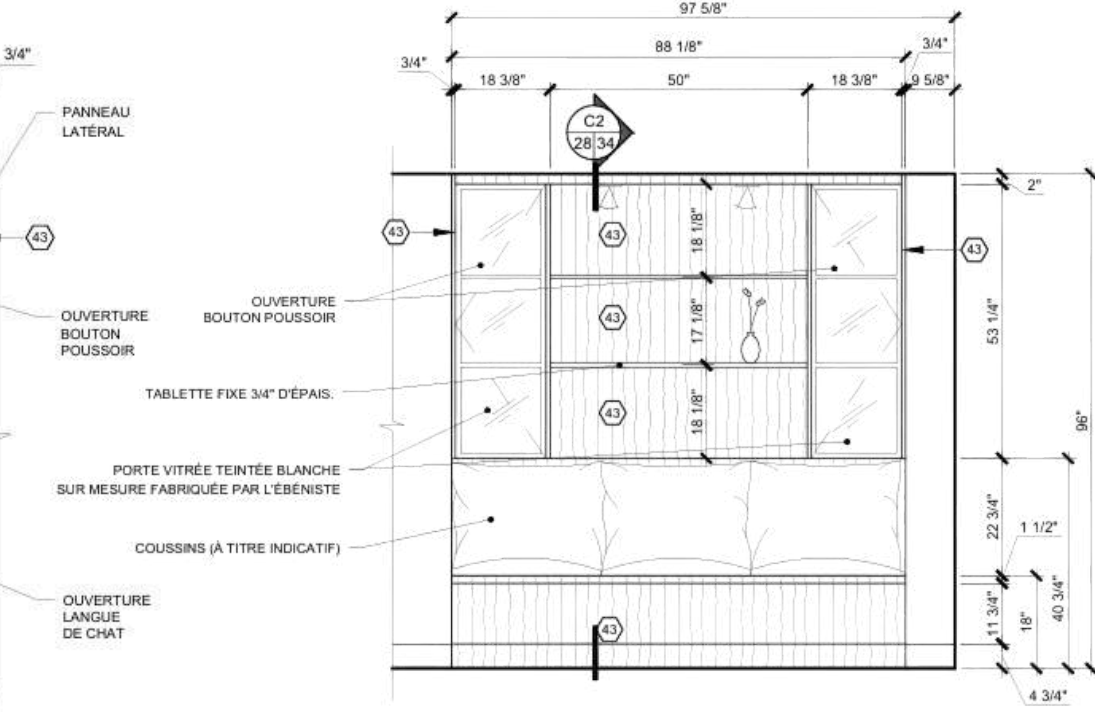 97 5/8"
88 1/8"
3/4"
3/4"
3/4"
18 3/8"
50"
18 3/8"
9 5/8"
PANNEAU
LATÉRAL
C2
28 34
2"
43
43
43
43
18 1/8"
OUVERTURE
BOUTON POUSSOIR
OUVERTURE
BOUTON
POUSSOIR
43
17 1/8"
53 1/4"
TABLETTE FIXE 3/4" D'ÉPAIS.
43
18 1/8"
96"
PORTE VITRÉE TEINTÉE BLANCHE
SUR MESURE FABRIQUÉE PAR L'ÉBÉNISTE
COUSSINS (À TITRE INDICATIF)
22 3/4"
1 1/2"
OUVERTURE
LANGUE
DE CHAT
43
11 3/4"
18"
40 3/4"
4 3/4"